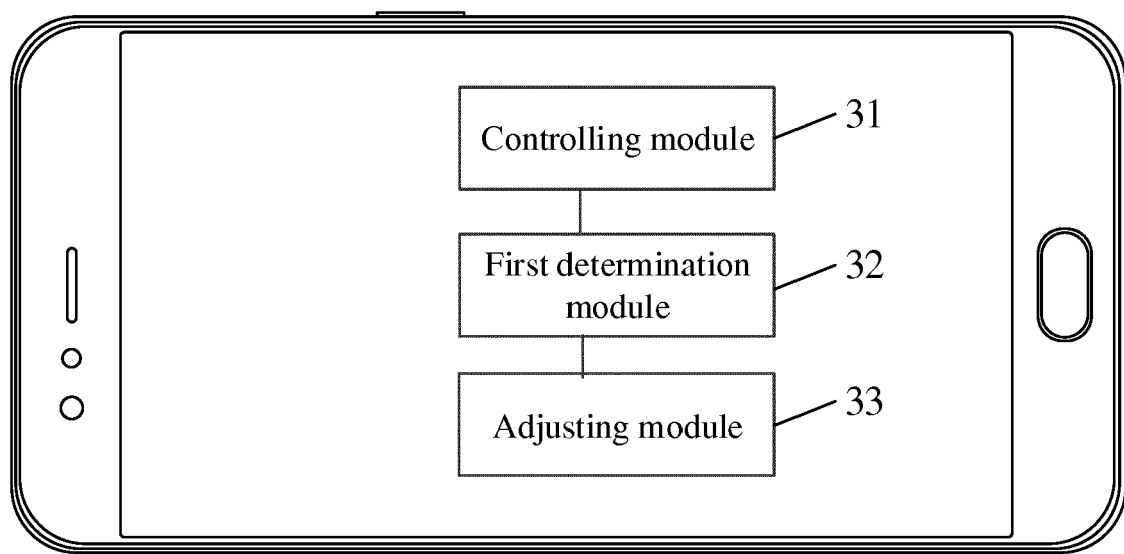 Controlling module
31
First determination
module
32
Adjusting module
33